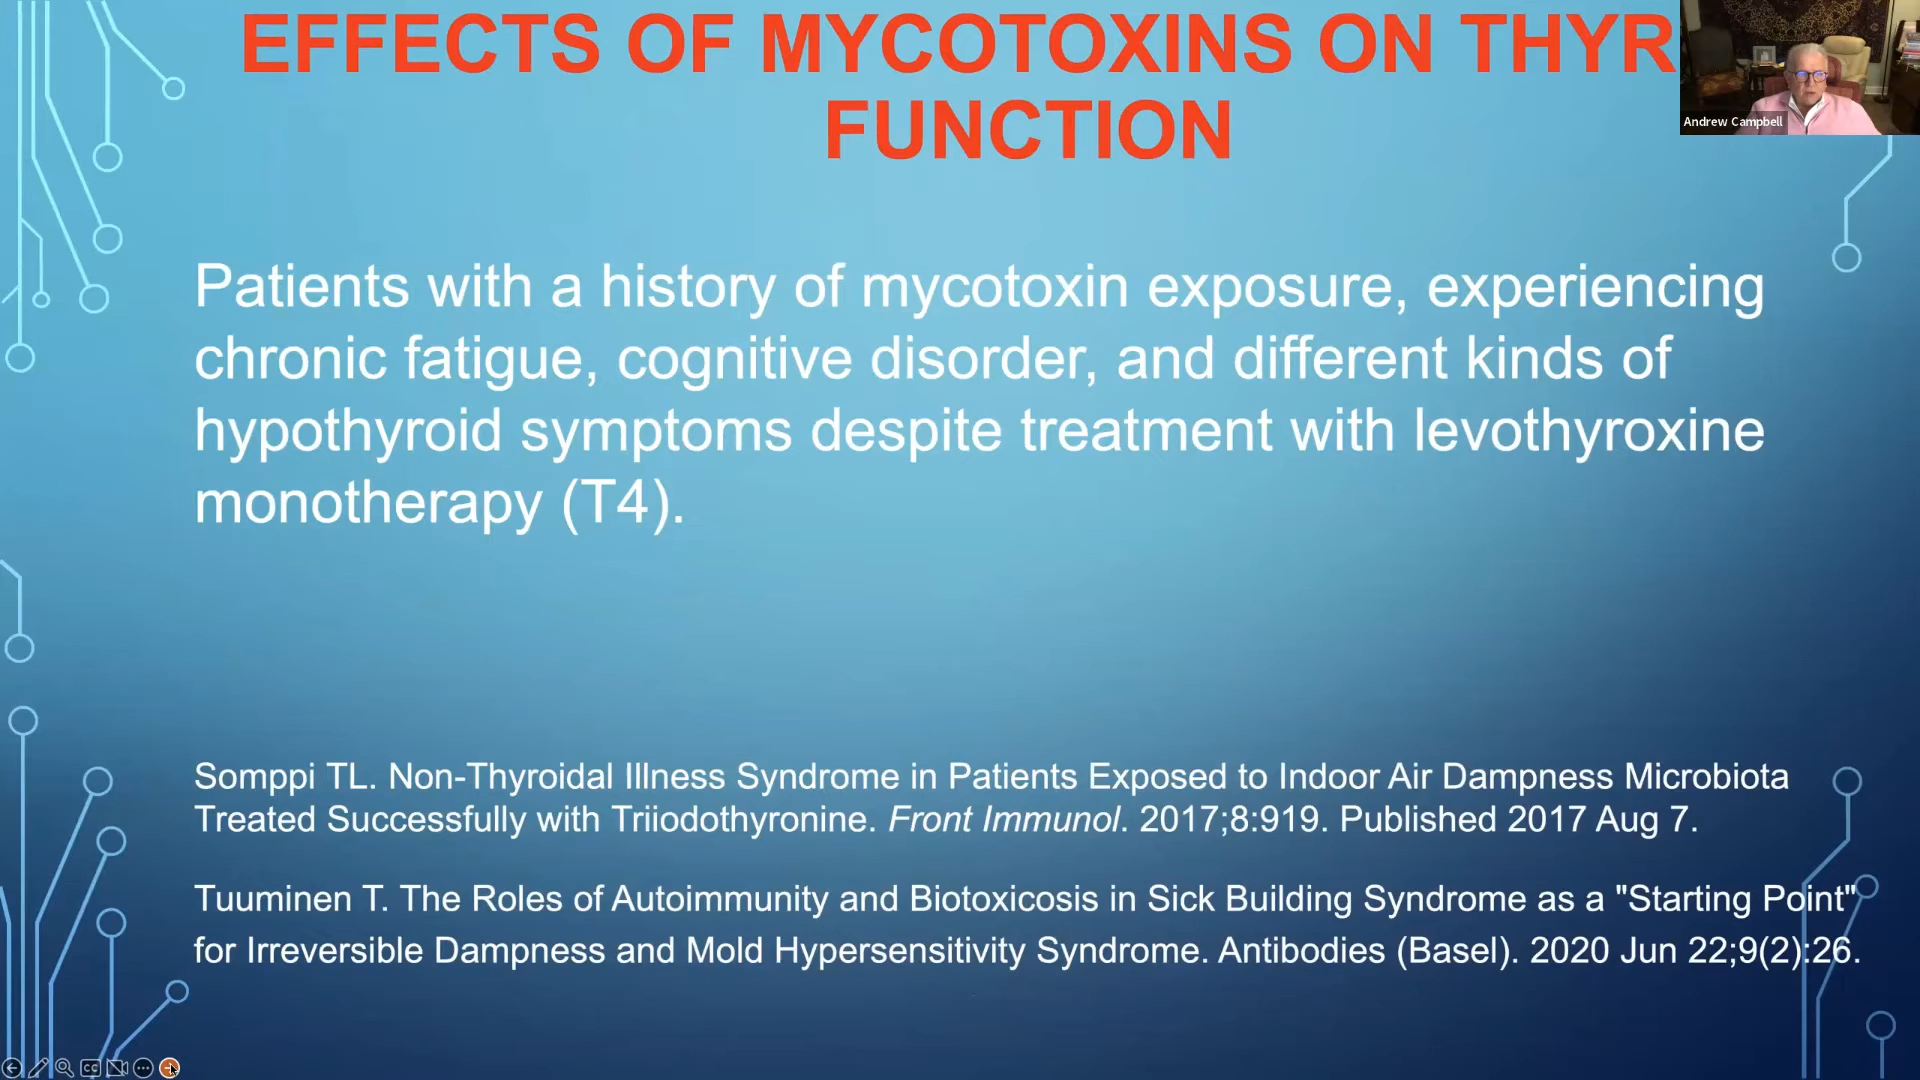 EFFECTS OF MYCOTOXINS ON THYR
FUNCTION
Andrew Campbell
Patients with a history of mycotoxin exposure, experiencing
chronic fatigue, cognitive disorder, and different kinds of
hypothyroid symptoms despite treatment with levothyroxine
monotherapy (T4).
Somppi TL. Non-Thyroidal Illness Syndrome in Patients Exposed to Indoor Air Dampness Microbiota
Treated Successfully with Triiodothyronine. Front Immunol. 2017;8:919. Published 2017 Aug 7.
Tuuminen T. The Roles of Autoimmunity and Biotoxicosis in Sick Building Syndrome as a "Starting Point"
for Irreversible Dampness and Mold Hypersensitivity Syndrome. Antibodies (Basel). 2020 Jun 22;9(2):26.
CC